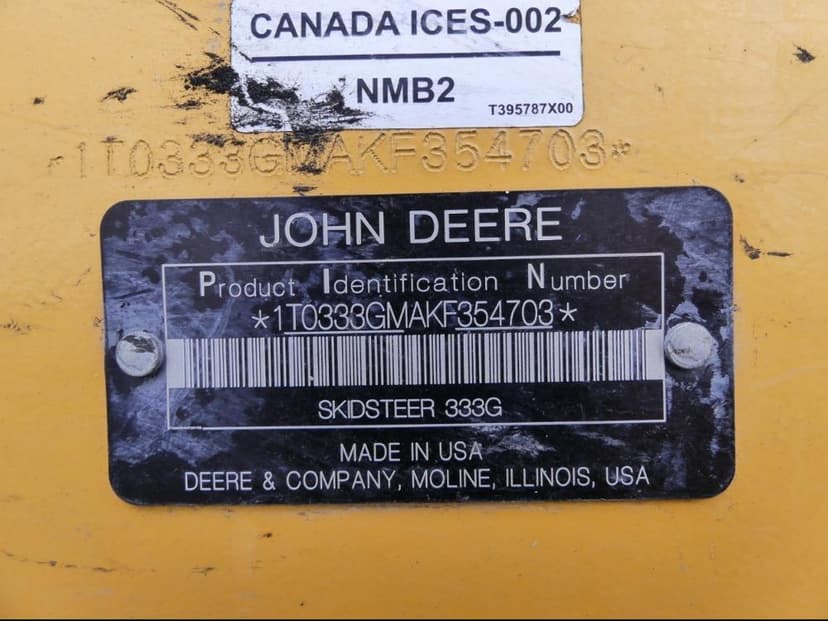 CANADA ICES-002
NMB2
T395787X00
*1T0333GMAKF354703*
JOHN DEERE
Product Identification Number
*1T0333GMAKF354703*
SKIDSTEER 333G
MADE IN USA
DEERE & COMPANY, MOLINE, ILLINOIS, USA